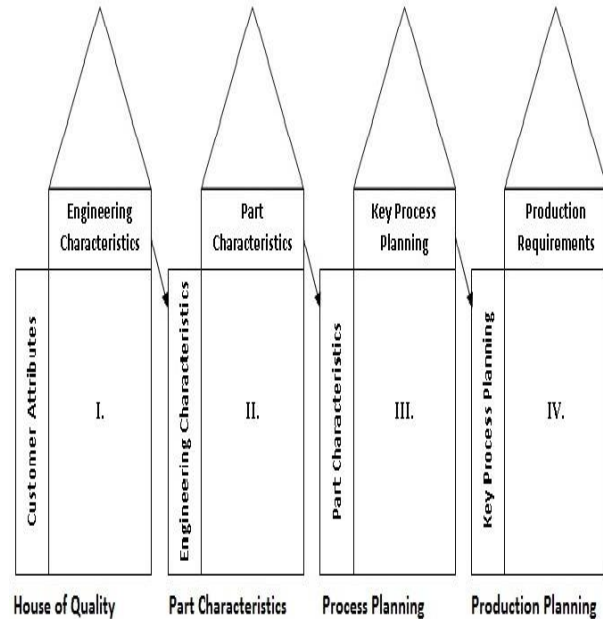 Engineering
Characteristics
Part
Characteristics
Key Process
Planning
Production
Requirements
Customer Attributes
I.
Engineering Characteristics
II.
Part Characteristics
III.
Key Process Planning
IV.
House of Quality
Part Characteristics
Process Planning
Production Planning